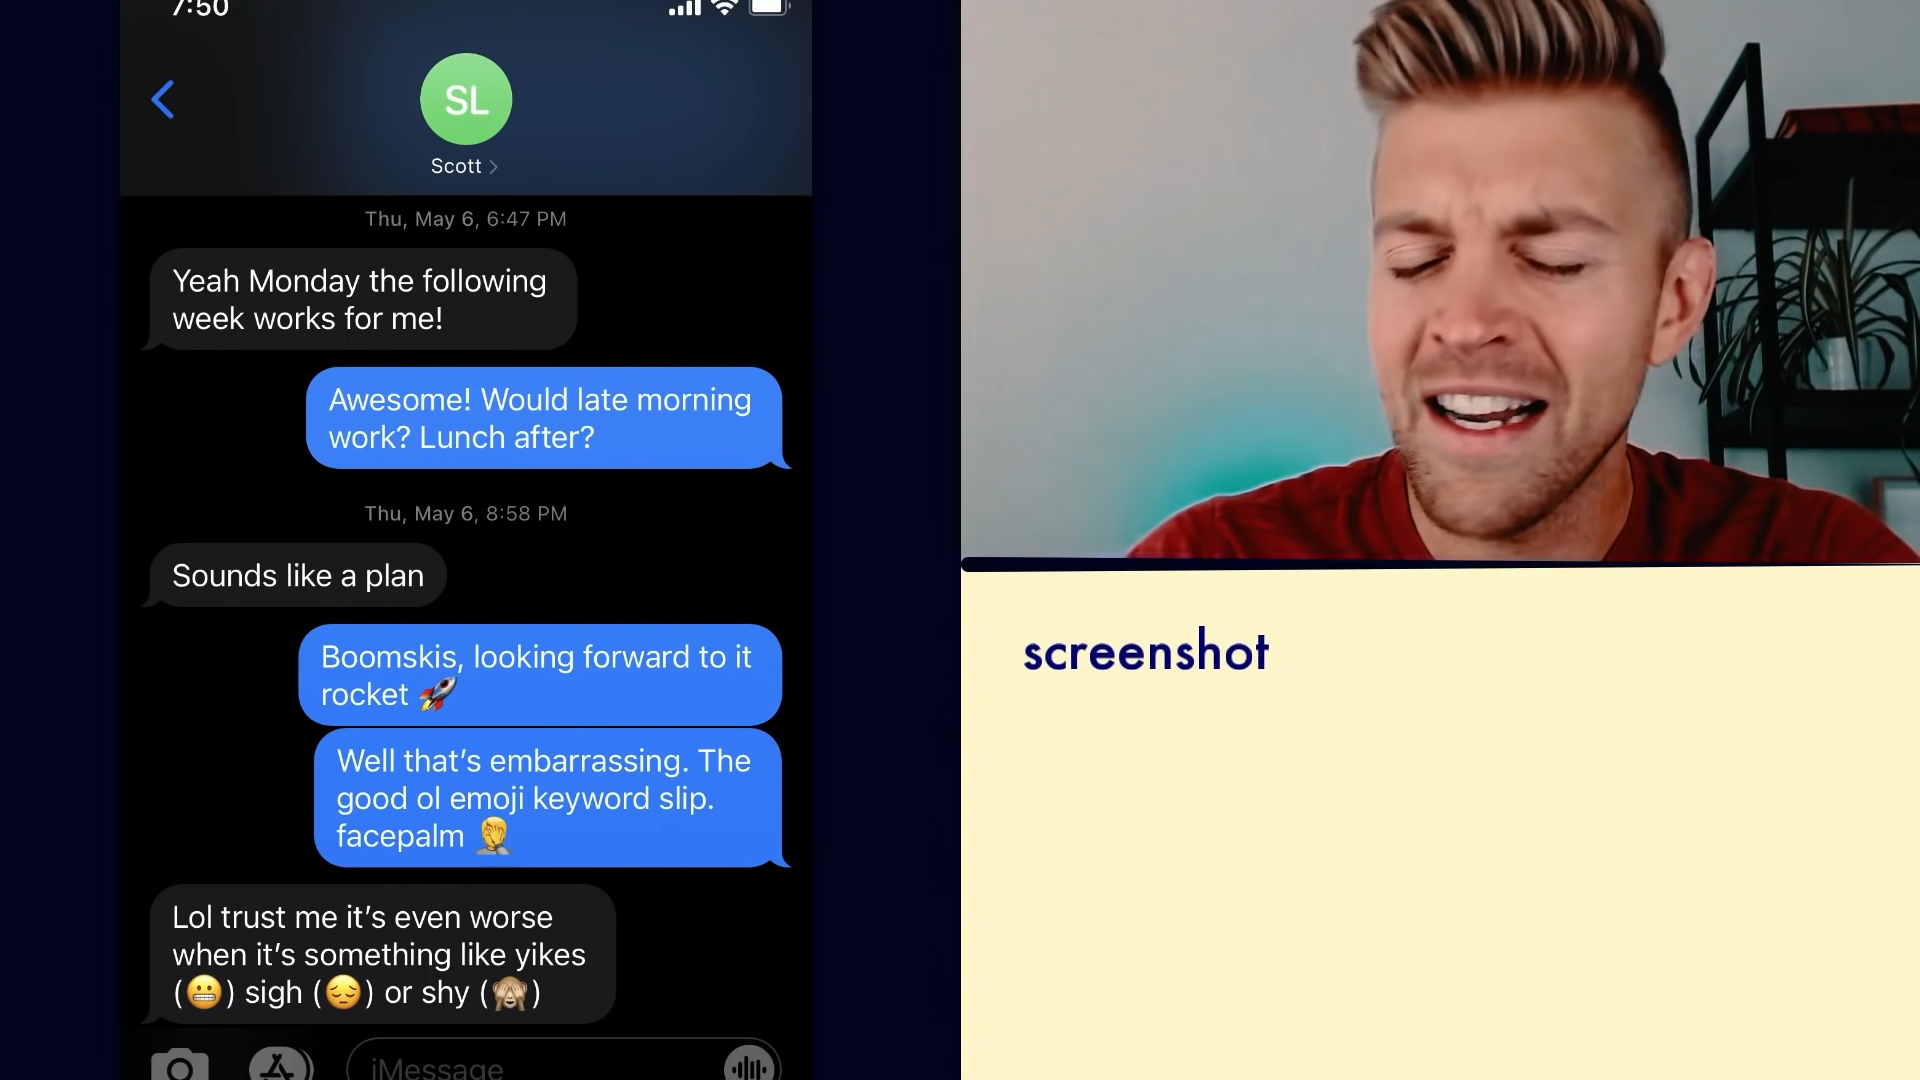 7:50
SL
Scott
Thu, May 6, 6:47 PM
Yeah Monday the following
week works for me!
Awesome! Would late morning
work? Lunch after?
Thu, May 6, 8:58 PM
Sounds like a plan
Boomskis, looking forward to it
rocket 🚀
Well that’s embarrassing. The
good ol emoji keyword slip.
facepalm 🤦
Lol trust me it’s even worse
when it’s something like yikes
(😬) sigh (😔) or shy (🙈)
iMessage
screenshot